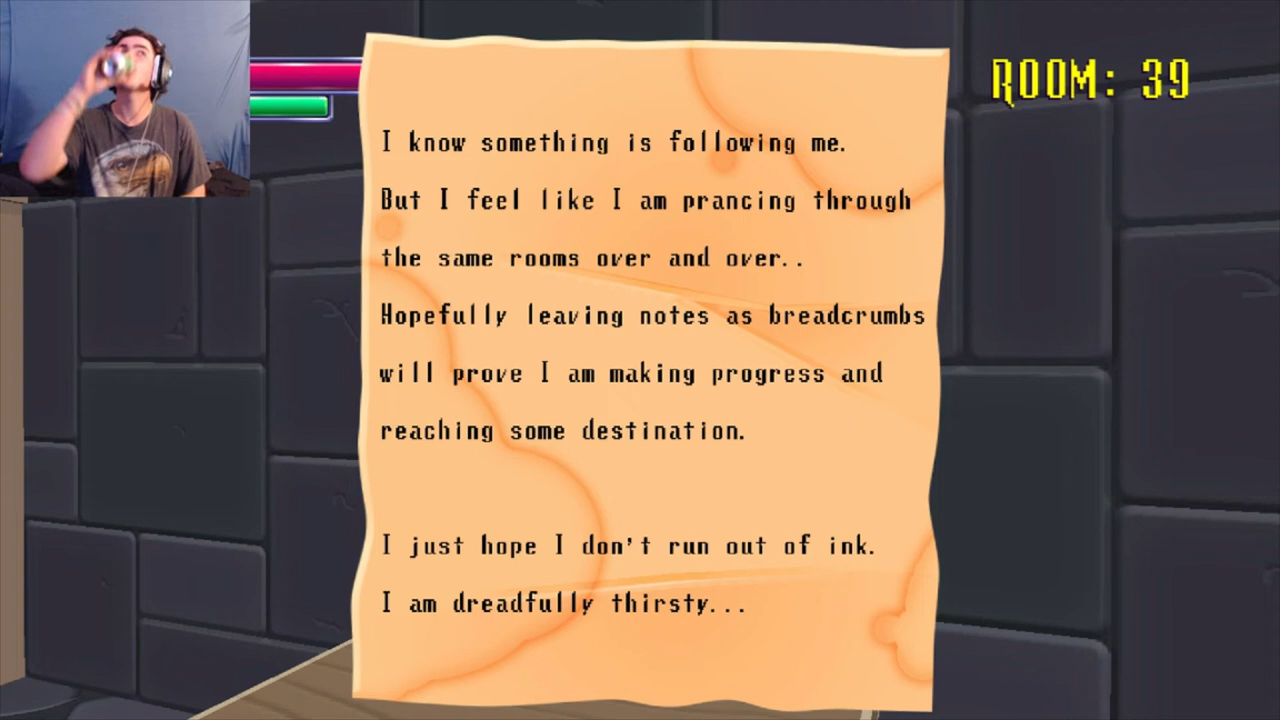 ROOM: 39
I know something is following me.
But I feel like I am prancing through
the same rooms over and over..
Hopefully leaving notes as breadcrumbs
will prove I am making progress and
reaching some destination.
I just hope I don't run out of ink.
I am dreadfully thirsty...